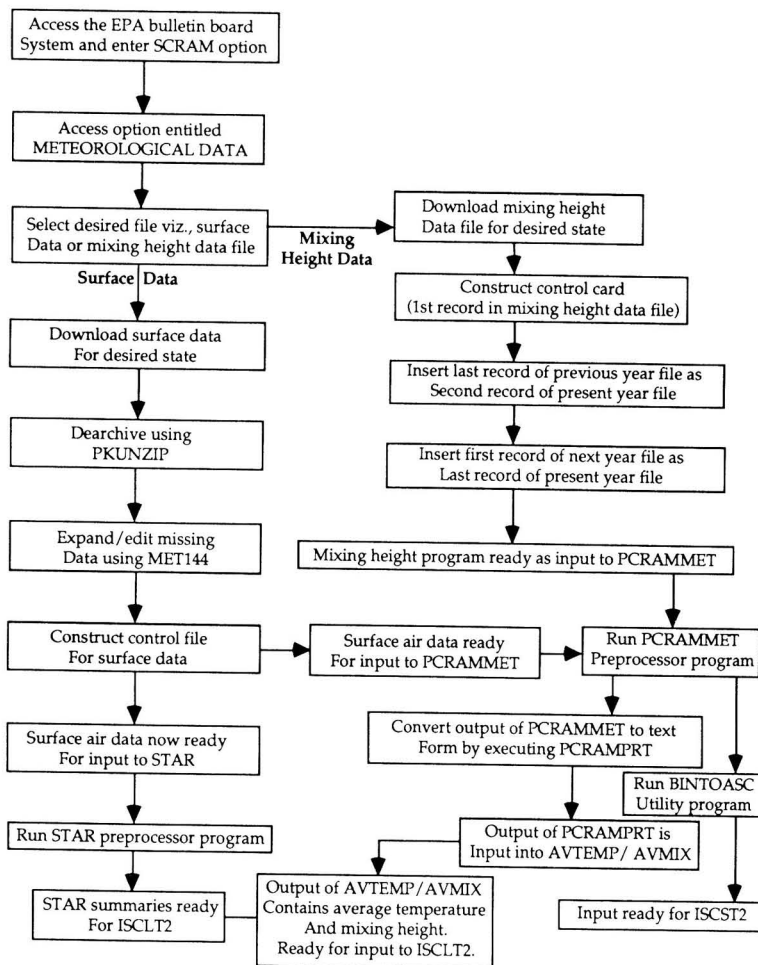 Access the EPA bulletin board
System and enter SCRAM option
Access option entitled
METEOROLOGICAL DATA
Select desired file viz., surface
Data or mixing height data file
Mixing
Height Data
Download mixing height
Data file for desired state
Surface Data
Construct control card
(1st record in mixing height data file)
Download surface data
For desired state
Insert last record of previous year file as
Second record of present year file
Dearchive using
PKUNZIP
Insert first record of next year file as
Last record of present year file
Expand/edit missing
Data using MET144
Mixing height program ready as input to PCRAMMET
Construct control file
For surface data
Surface air data ready
For input to PCRAMMET
Run PCRAMMET
Preprocessor program
Surface air data now ready
For input to STAR
Convert output of PCRAMMET to text
Form by executing PCRAMPRT
Run BINTOASC
Utility program
Run STAR preprocessor program
Output of PCRAMPRT is
Input into AVTEMP/ AVMIX
STAR summaries ready
For ISCLT2
Output of AVTEMP/AVMIX
Contains average temperature
And mixing height.
Ready for input to ISCLT2.
Input ready for ISCST2